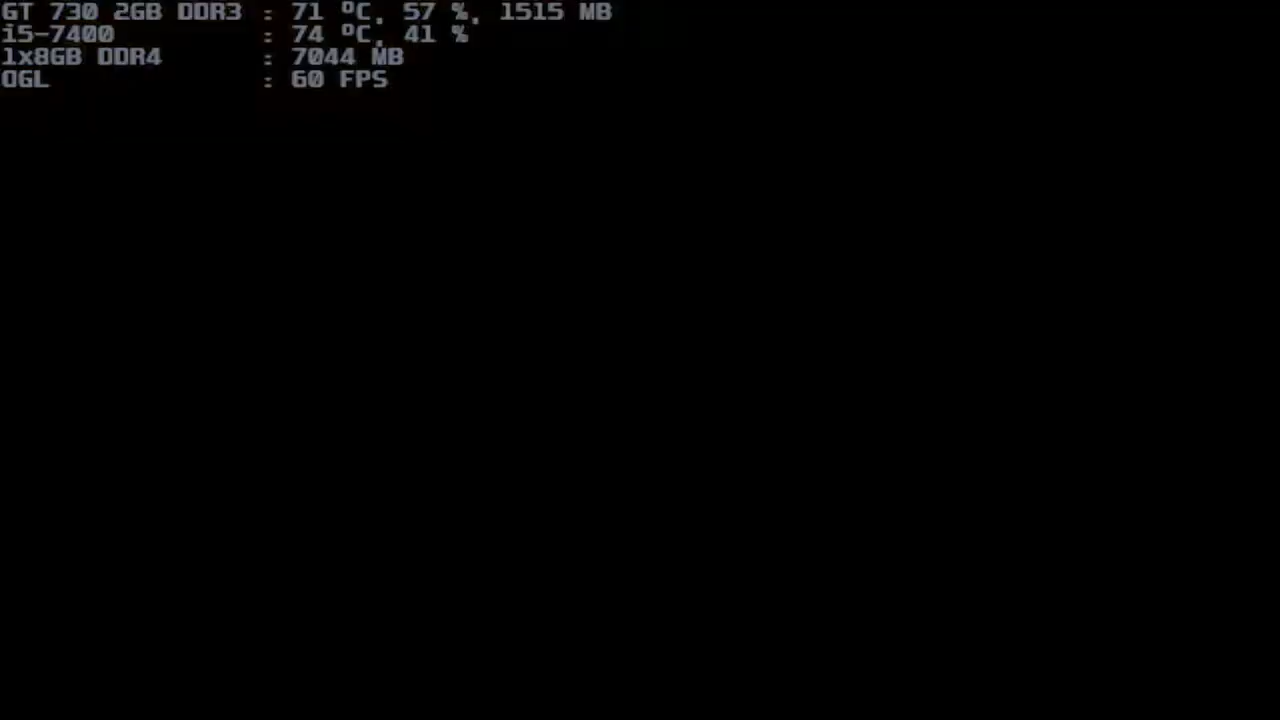 GT 730 2GB DDR3 : 71 ºC, 57 %, 1515 MB
i5-7400 : 74 ºC, 41 %
1x8GB DDR4 : 7044 MB
OGL : 60 FPS